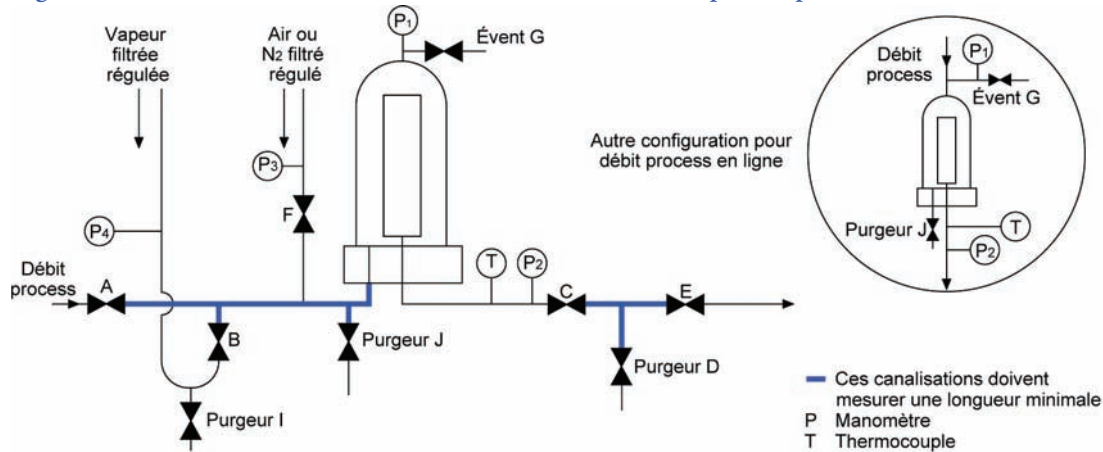 Vapeur
filtrée
régulée
Air ou
N2 filtré
régulé
P1
Évent G
P3
F
P4
Débit
process
A
B
Purgeur I
Purgeur J
T
P2
C
E
Purgeur D
Autre configuration pour
débit process en ligne
Débit
process
P1
Évent G
Purgeur J
T
P2
Ces canalisations doivent
mesurer une longueur minimale
P Manomètre
T Thermocouple